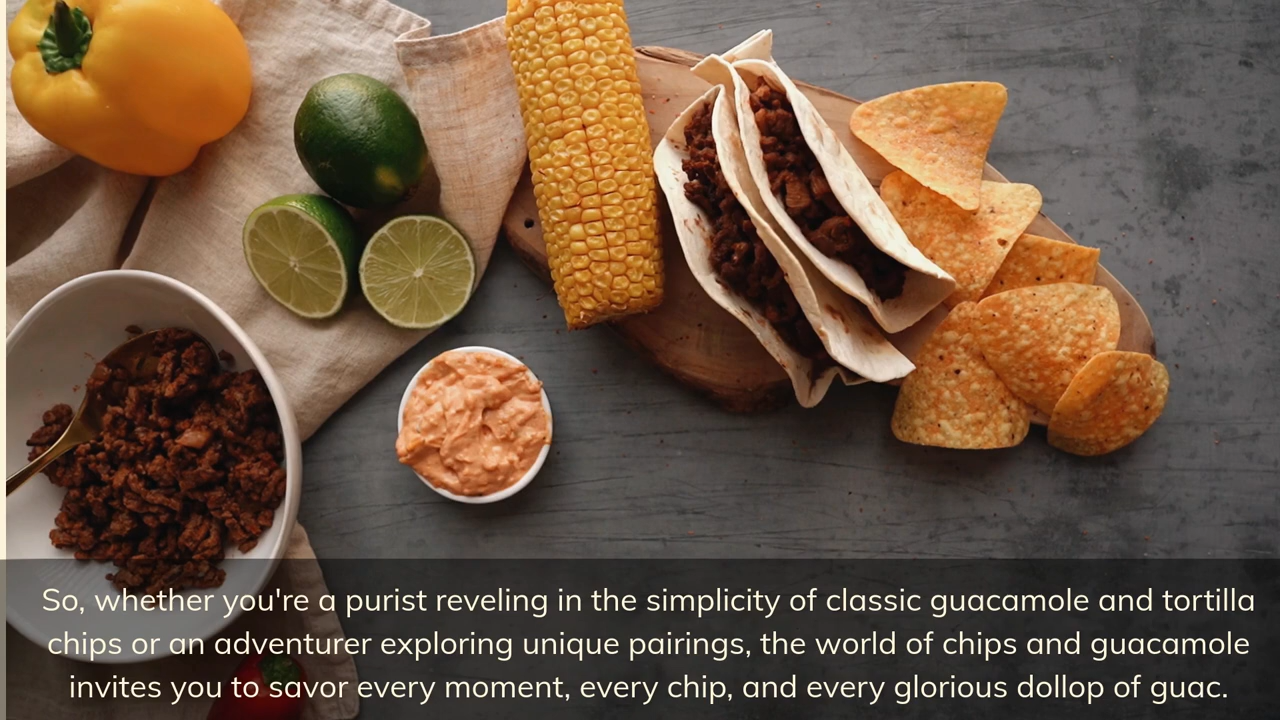 So, whether you're a purist reveling in the simplicity of classic guacamole and tortilla
chips or an adventurer exploring unique pairings, the world of chips and guacamole
invites you to savor every moment, every chip, and every glorious dollop of guac.